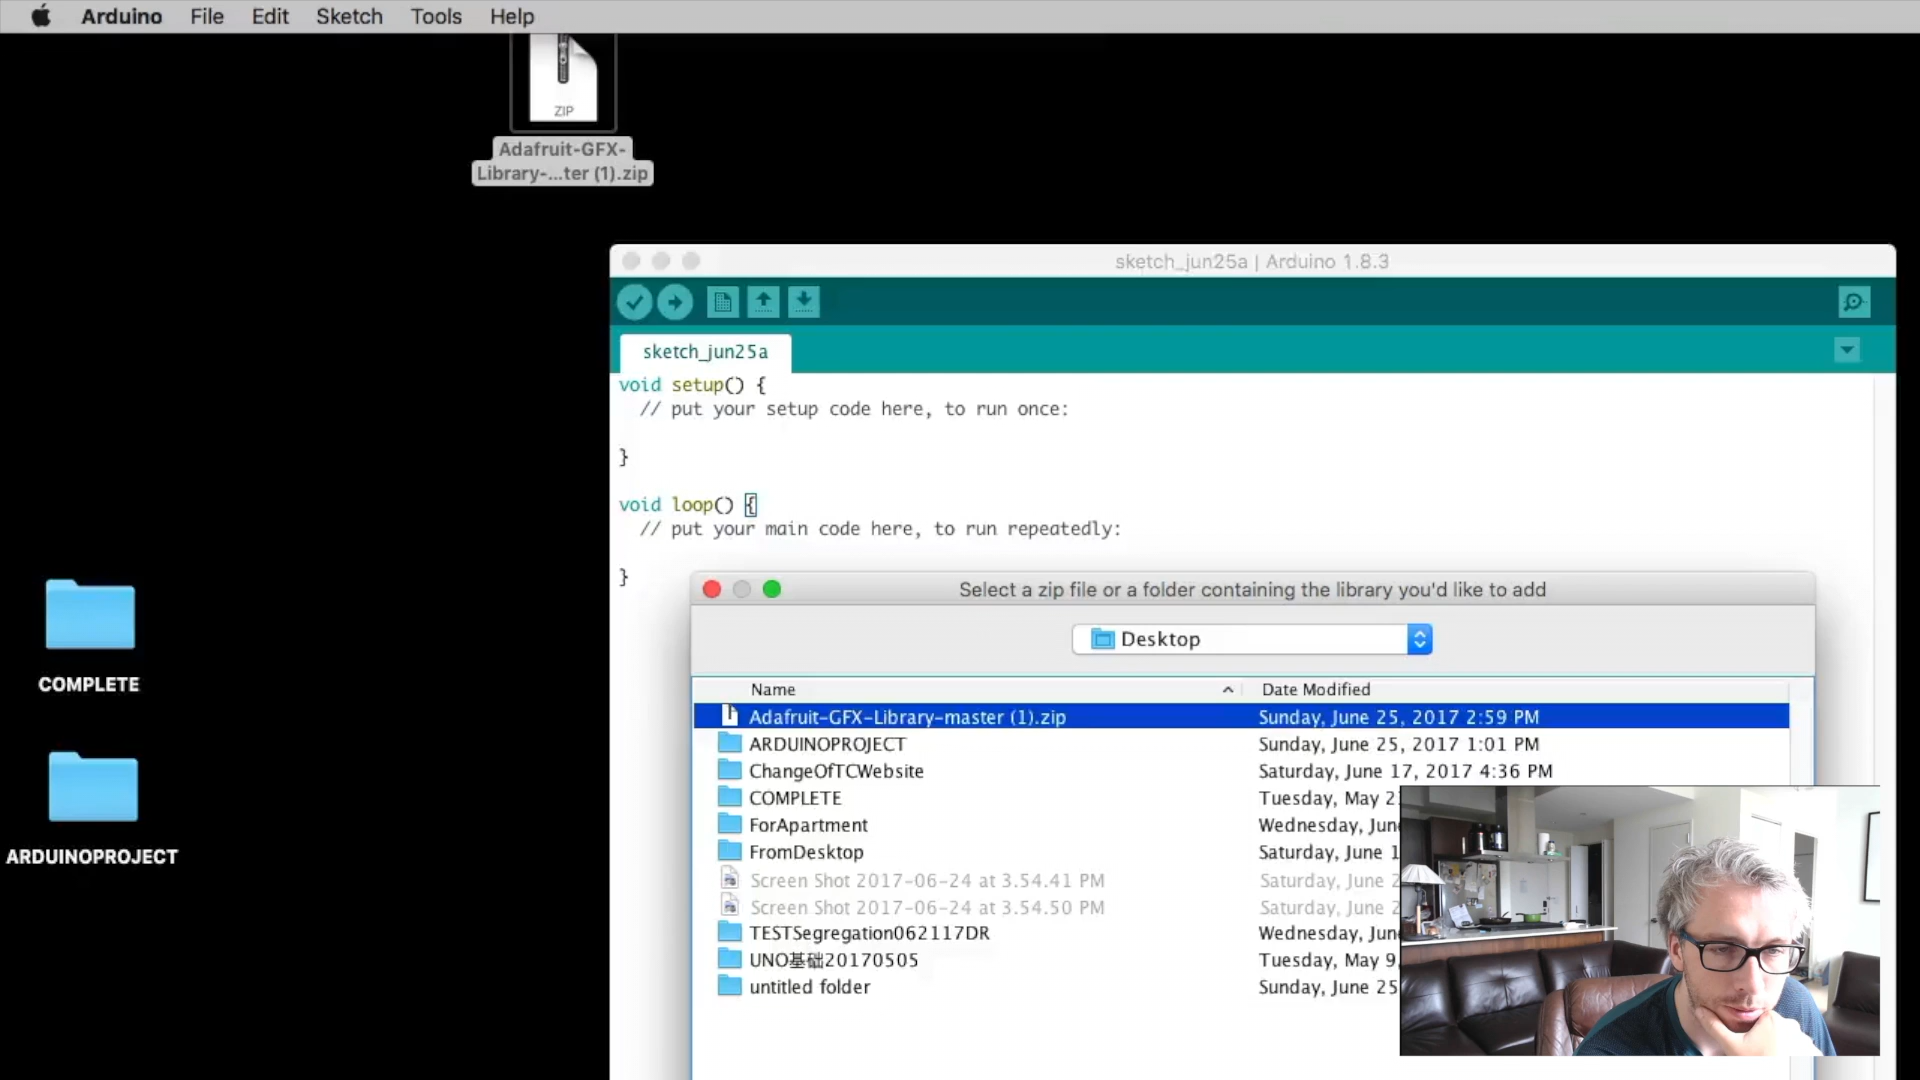 Arduino File Edit Sketch Tools Help
ZIP
Adafruit-GFX-
Library-...ter (1).zip
sketch_jun25a | Arduino 1.8.3
sketch_jun25a
void setup() {
// put your setup code here, to run once:
}
void loop() {
// put your main code here, to run repeatedly:
}
COMPLETE
ARDUINOPROJECT
Select a zip file or a folder containing the library you'd like to add
Desktop
Name Date Modified
Adafruit-GFX-Library-master (1).zip Sunday, June 25, 2017 2:59 PM
ARDUINOPROJECT Sunday, June 25, 2017 1:01 PM
ChangeOfTCWebsite Saturday, June 17, 2017 4:36 PM
COMPLETE Tuesday, May 2
ForApartment Wednesday, Jun
FromDesktop Saturday, June 1
Screen Shot 2017-06-24 at 3.54.41 PM Saturday, June 2
Screen Shot 2017-06-24 at 3.54.50 PM Saturday, June 2
TESTSegregation062117DR Wednesday, Jun
UNO基础20170505 Tuesday, May 9,
untitled folder Sunday, June 25